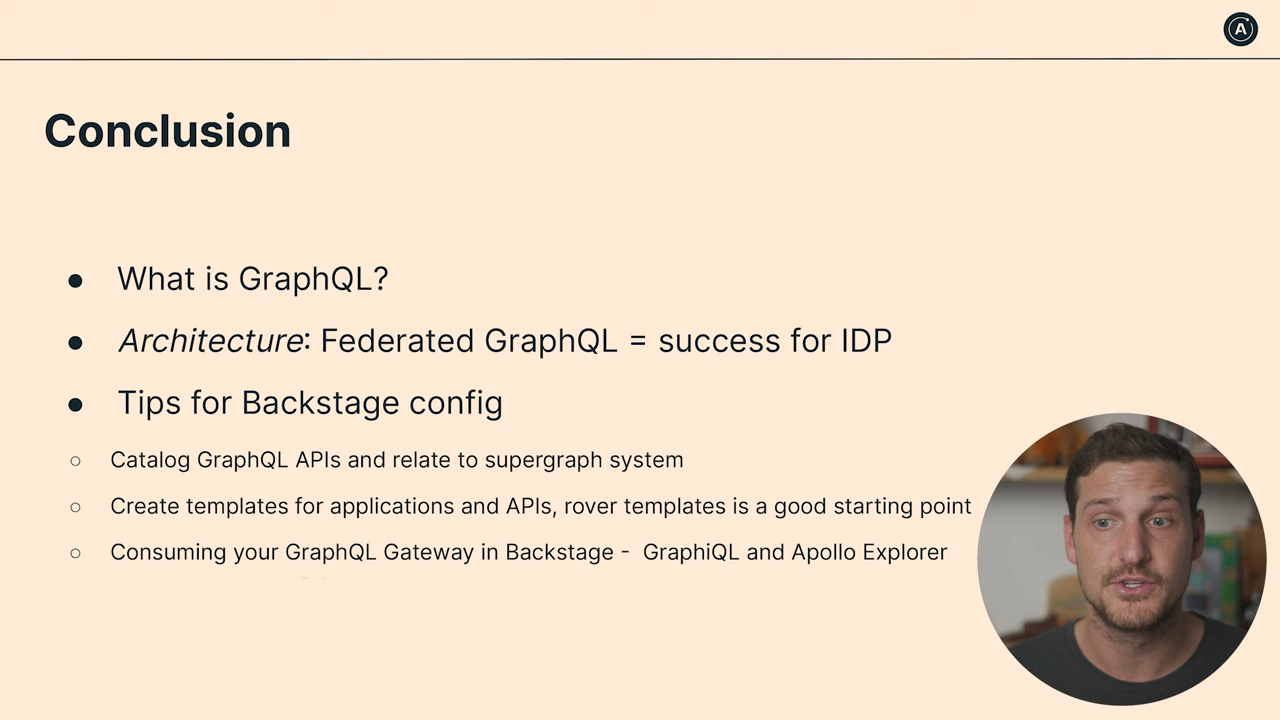 A
Conclusion
● What is GraphQL?
● Architecture: Federated GraphQL = success for IDP
● Tips for Backstage config
○ Catalog GraphQL APIs and relate to supergraph system
○ Create templates for applications and APIs, rover templates is a good starting point
○ Consuming your GraphQL Gateway in Backstage - GraphiQL and Apollo Explorer